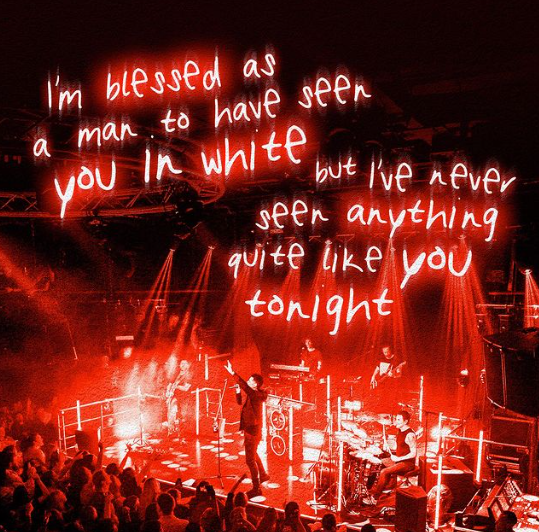 I'm blessed as
a man to have seen
you in white
but I've never
seen anything
quite like you
tonight